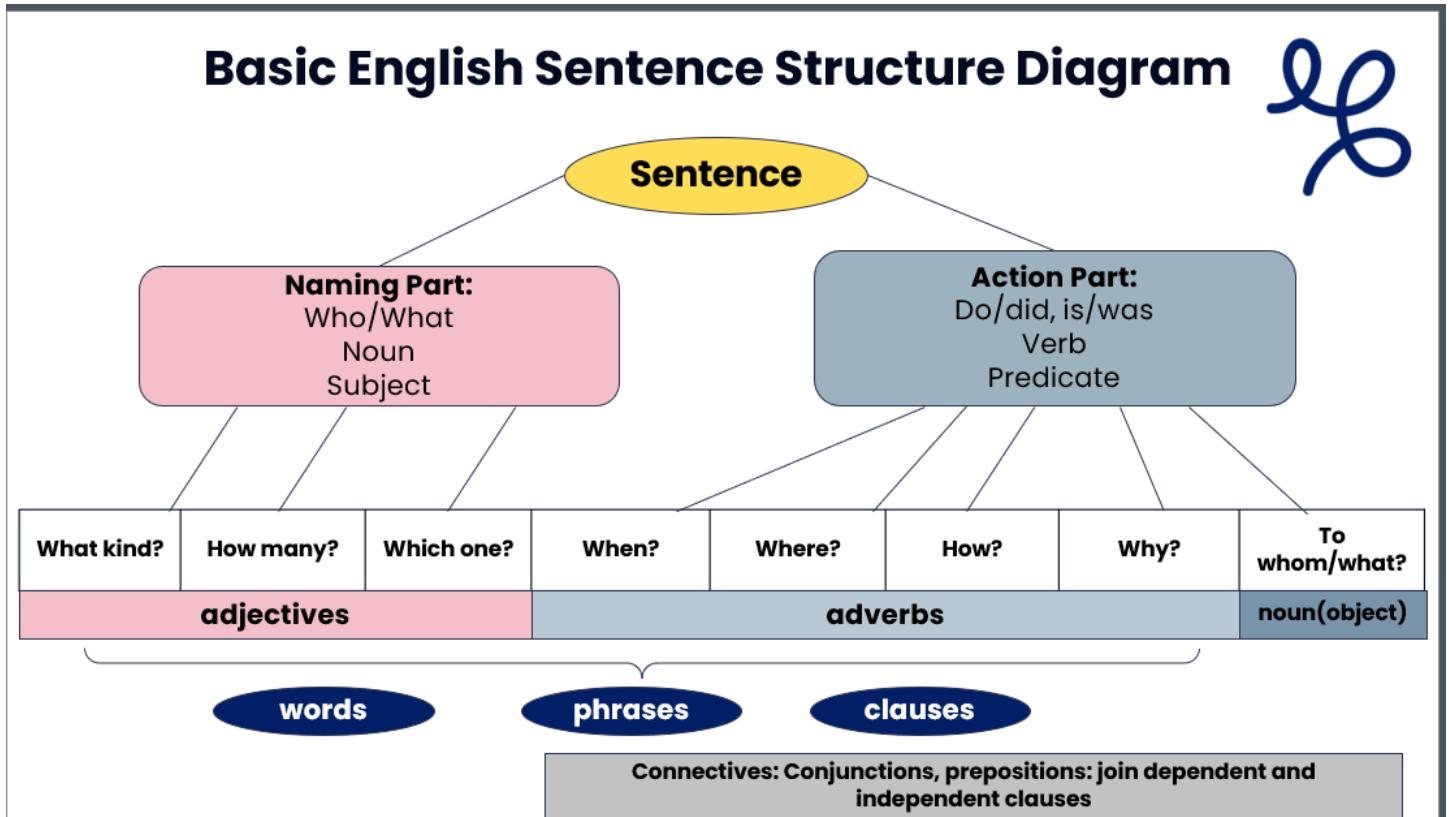 Basic English Sentence Structure Diagram
Sentence
Naming Part:
Who/What
Noun
Subject
Action Part:
Do/did, is/was
Verb
Predicate
What kind?
How many?
Which one?
When?
Where?
How?
Why?
To
whom/what?
adjectives
adverbs
noun(object)
words
phrases
clauses
Connectives: Conjunctions, prepositions: join dependent and
independent clauses